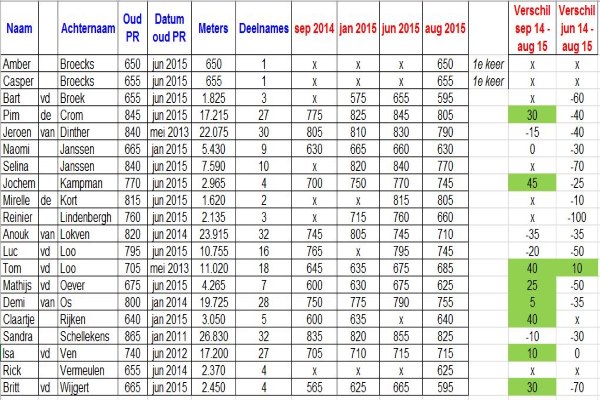 Naam Achternaam Oud PR Datum oud PR Meters Deelnames sep 2014 jan 2015 jun 2015 aug 2015 Verschil sep 14 - aug 15 Verschil jun 14 - aug 15
Amber Broecks 650 jun 2015 650 1 x x x 650 1e keer x x
Casper Broecks 655 jun 2015 655 1 x x x 655 1e keer x x
Bart vd Broek 655 jun 2015 1.825 3 x 575 655 595 x -60
Pim de Crom 845 jun 2015 17.215 27 775 825 845 805 30 -40
Jeroen van Dinther 840 mei 2013 22.075 30 805 810 830 790 -15 -40
Naomi Janssen 665 jan 2015 5.430 9 630 665 660 630 0 -30
Selina Janssen 840 jun 2015 7.590 10 x 820 840 770 x -70
Jochem Kampman 770 jun 2015 2.965 4 700 750 770 745 45 -25
Mirelle de Kort 815 jun 2015 1.620 2 x x 815 805 x -10
Reinier Lindenbergh 760 jun 2015 2.135 3 x 715 760 660 x -100
Anouk van Lokven 820 jun 2014 23.915 32 745 805 745 710 -35 -35
Luc vd Loo 795 jun 2015 10.755 16 765 x 795 745 -20 -50
Tom vd Loo 705 mei 2013 11.020 18 645 635 675 685 40 10
Mathijs vd Oever 675 jun 2015 4.265 7 600 630 675 625 25 -50
Demi van Os 800 jan 2014 19.725 28 750 775 790 755 5 -35
Claartje Rijken 640 jan 2015 3.050 5 600 635 x 640 40 x
Sandra Schellekens 865 jan 2011 26.830 32 835 820 855 825 -10 -30
Isa vd Ven 740 jun 2012 17.200 27 705 710 715 715 10 0
Rick Vermeulen 655 jun 2014 2.370 4 x x x 625 x x
Britt vd Wijgert 665 jun 2015 2.450 4 565 625 665 595 30 -70